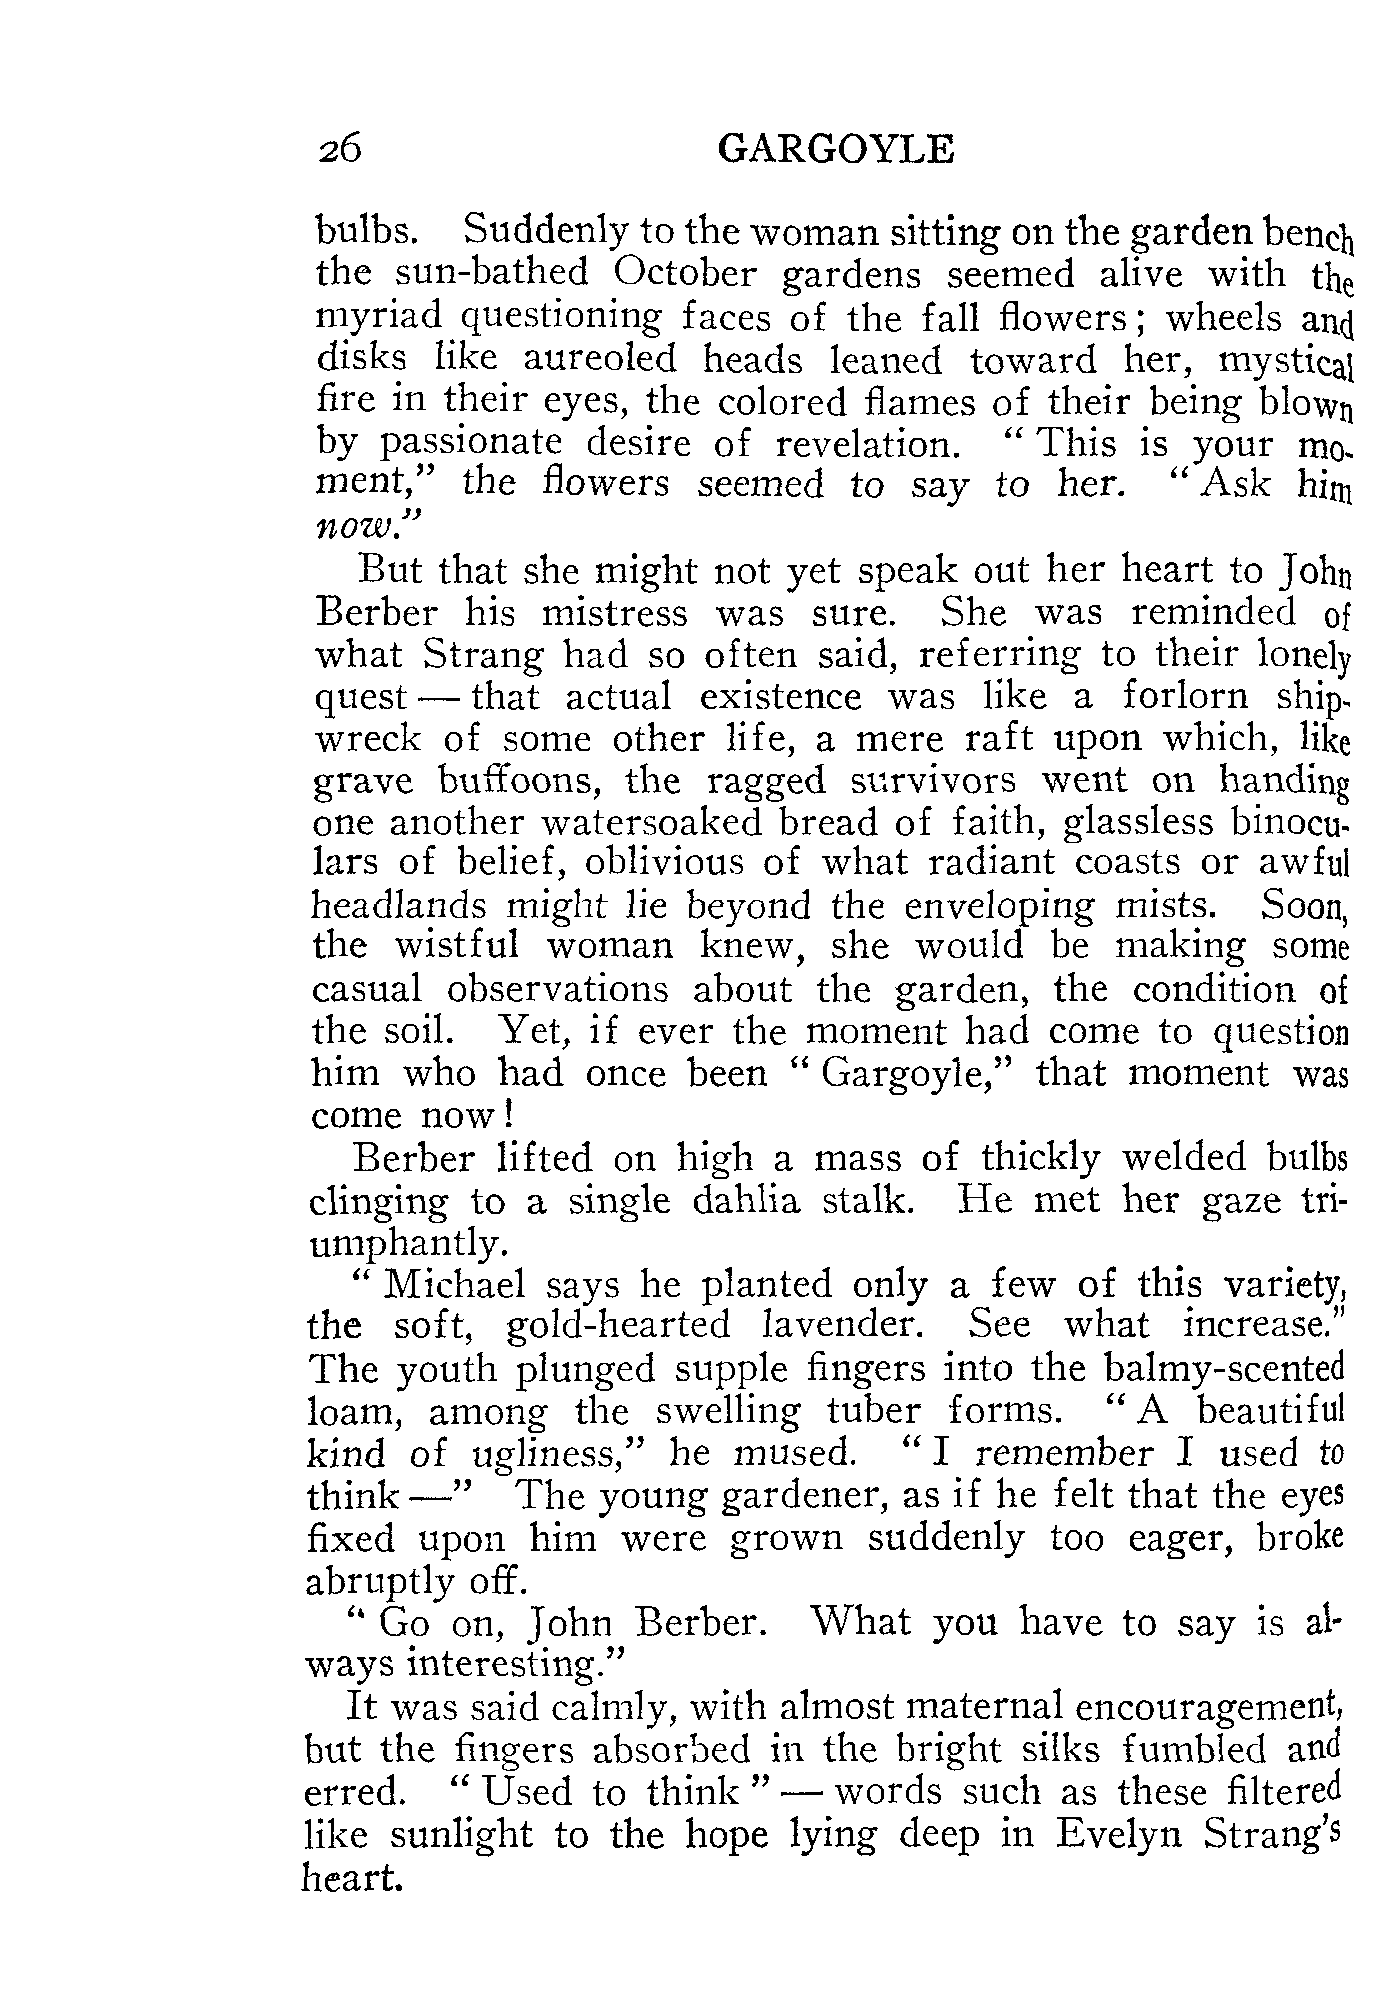 26 GARGOYLE
bulbs. Suddenly to the woman sitting on the garden bench
the sun-bathed October gardens seemed alive with the
myriad questioning faces of the fall flowers; wheels and
disks like aureoled heads leaned toward her, mystical
fire in their eyes, the colored flames of their being blown
by passionate desire of revelation. "This is your mo-
ment," the flowers seemed to say to her. "Ask him
now."
But that she might not yet speak out her heart to John
Berber his mistress was sure. She was reminded of
what Strang had so often said, referring to their lonely
quest — that actual existence was like a forlorn ship-
wreck of some other life, a mere raft upon which, like
grave buffoons, the ragged survivors went on handing
one another watersoaked bread of faith, glassless binocu-
lars of belief, oblivious of what radiant coasts or awful
headlands might lie beyond the enveloping mists. Soon,
the wistful woman knew, she would be making some
casual observations about the garden, the condition of
the soil. Yet, if ever the moment had come to question
him who had once been "Gargoyle," that moment was
come now!
Berber lifted on high a mass of thickly welded bulbs
clinging to a single dahlia stalk. He met her gaze tri-
umphantly.
"Michael says he planted only a few of this variety,
the soft, gold-hearted lavender. See what increase."
The youth plunged supple fingers into the balmy-scented
loam, among the swelling tuber forms. "A beautiful
kind of ugliness," he mused. "I remember I used to
think —" The young gardener, as if he felt that the eyes
fixed upon him were grown suddenly too eager, broke
abruptly off.
"Go on, John Berber. What you have to say is al-
ways interesting."
It was said calmly, with almost maternal encouragement,
but the fingers absorbed in the bright silks fumbled and
erred. "Used to think" — words such as these filtered
like sunlight to the hope lying deep in Evelyn Strang's
heart.